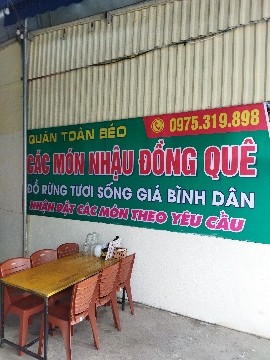 QUÁN TOÀN BÉO
0975.319.898
CÁC MÓN NHẬU ĐỒNG QUÊ
ĐỒ RỪNG TƯƠI SỐNG GIÁ BÌNH DÂN
NHẬN ĐẶT CÁC MÓN THEO YÊU CẦU